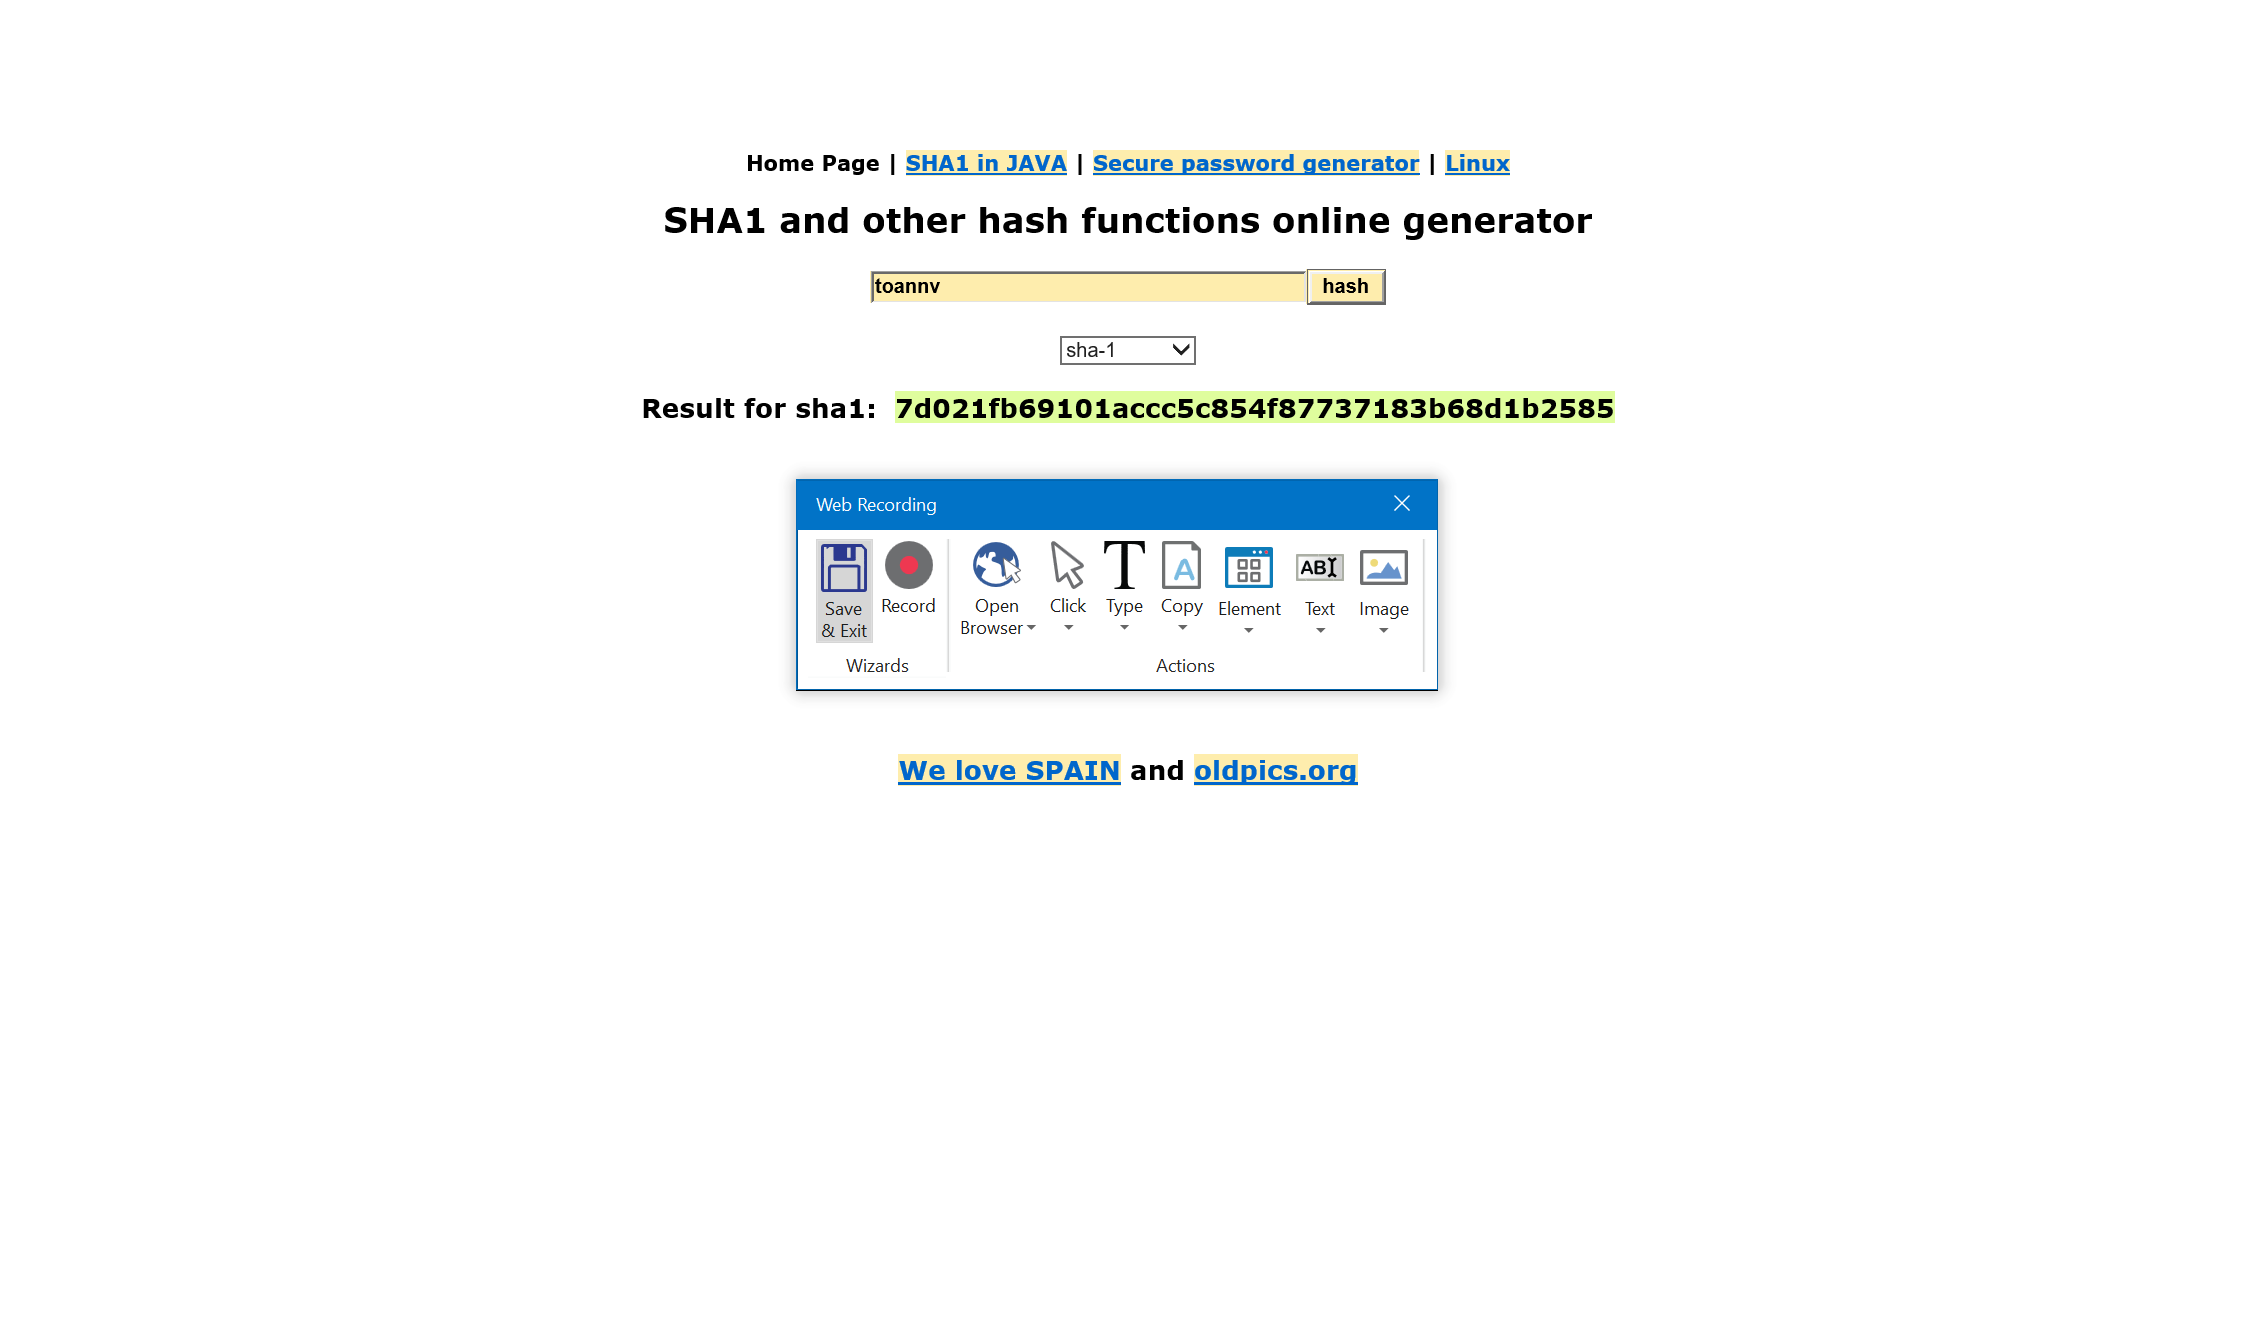 Home Page | SHA1 in JAVA | Secure password generator | Linux
SHA1 and other hash functions online generator
toannv hash
sha-1
Result for sha1: 7d021fb69101accc5c854f87737183b68d1b2585
Web Recording
Save & Exit Record Open Browser Click Type Copy Element Text Image
ABI
Wizards Actions
We love SPAIN and oldpics.org